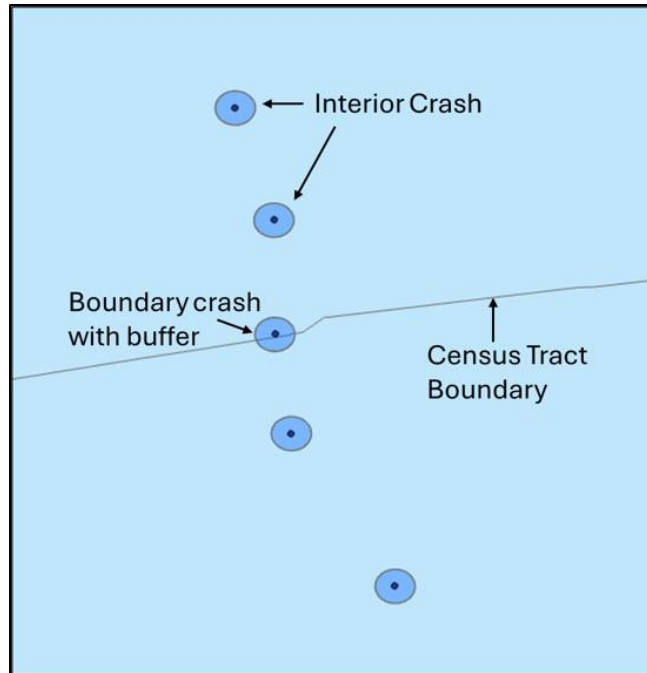 Interior Crash
Boundary crash
with buffer
Census Tract
Boundary